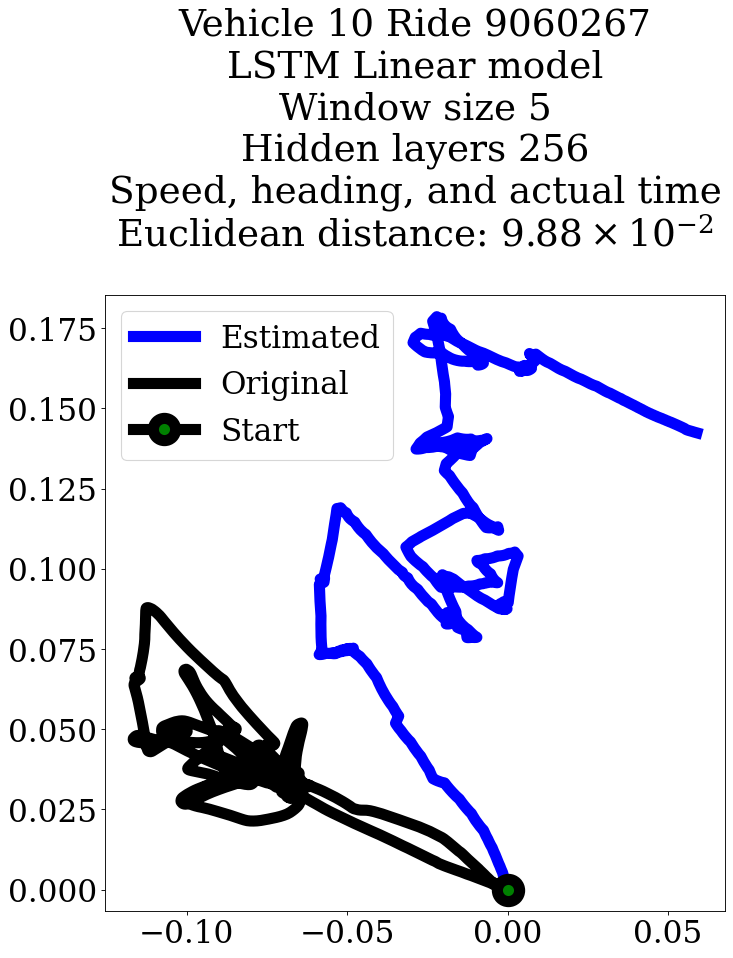 Vehicle 10 Ride 9060267
LSTM Linear model
Window size 5
Hidden layers 256
Speed, heading, and actual time
Euclidean distance: 9.88 × 10⁻²
Estimated
Original
Start
0.175
0.150
0.125
0.100
0.075
0.050
0.025
0.000
−0.10
−0.05
0.00
0.05